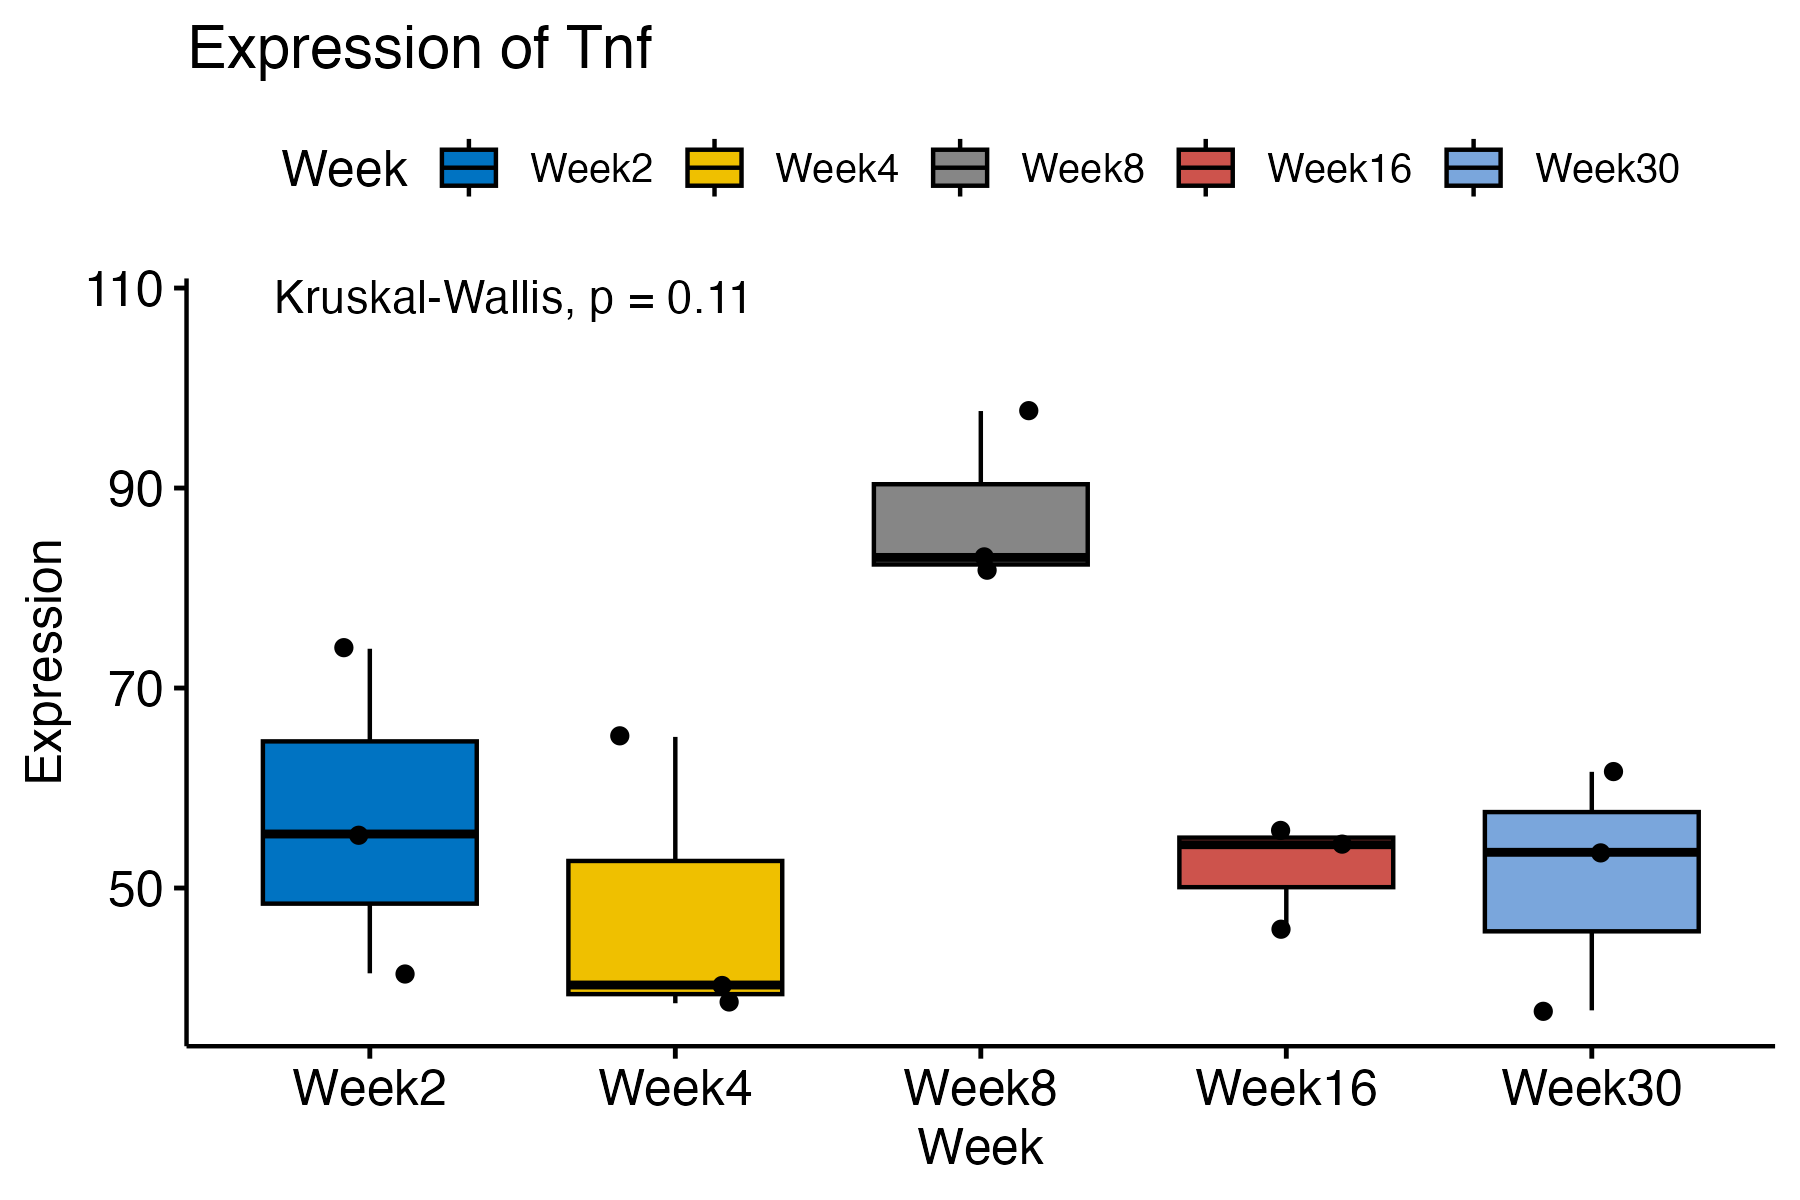 Expression of Tnf
Week Week2 Week4 Week8 Week16 Week30
Kruskal-Wallis, p = 0.11
110
90
70
50
Expression
Week2 Week4 Week8 Week16 Week30
Week